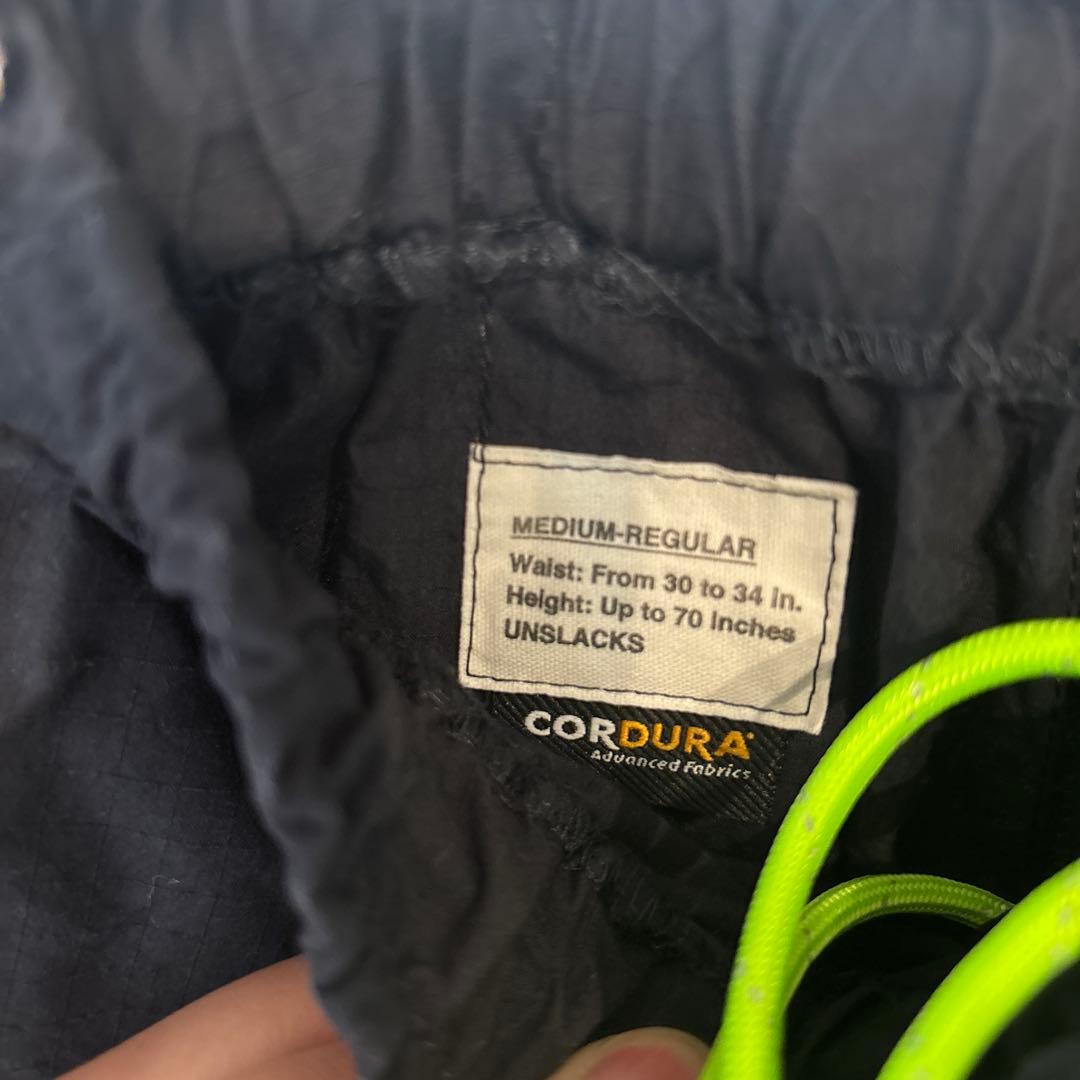 MEDIUM-REGULAR
Waist: From 30 to 34 In.
Height: Up to 70 Inches
UNSLACKS
CORDURA
Advanced Fabrics